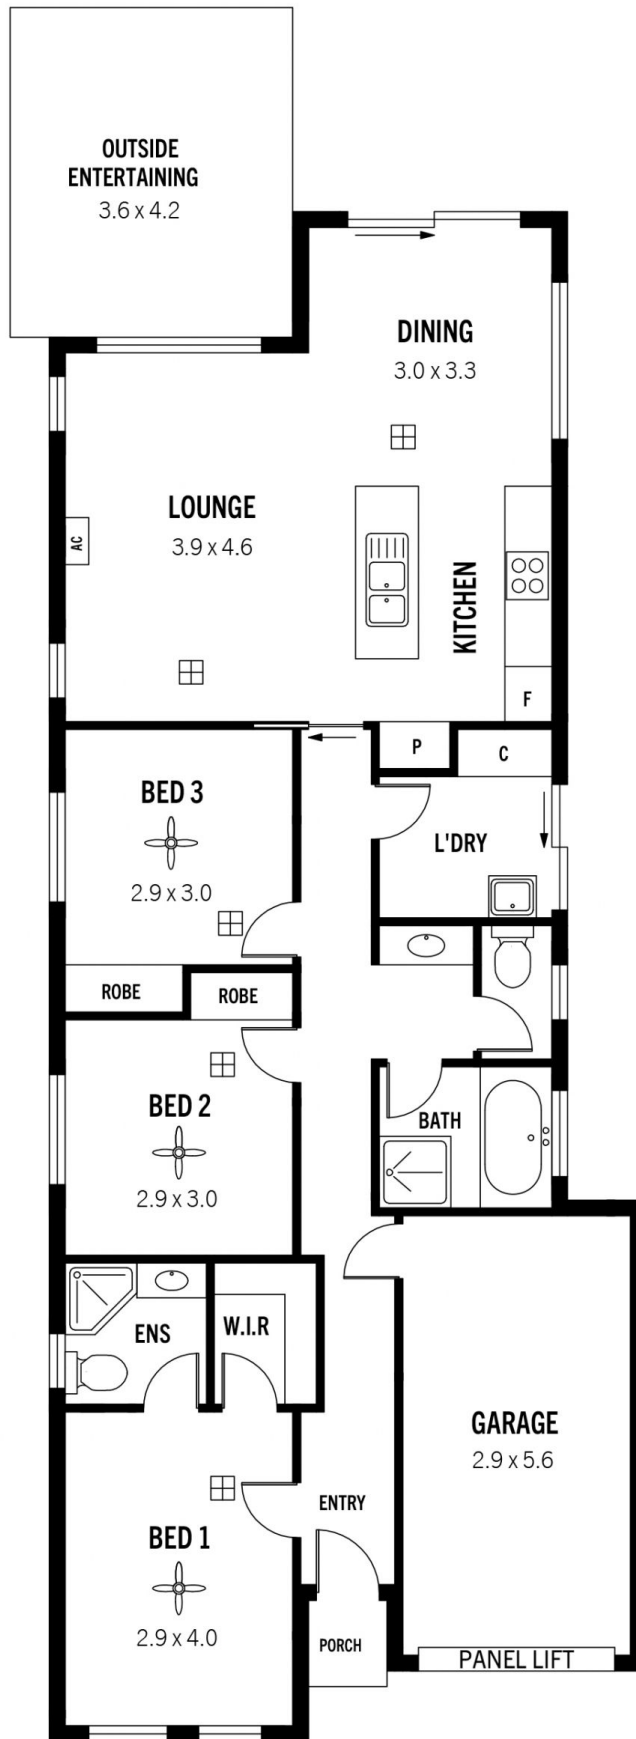 OUTSIDE
ENTERTAINING
3.6 x 4.2
DINING
3.0 x 3.3
LOUNGE
3.9 x 4.6
AC
KITCHEN
F
P
C
BED 3
2.9 x 3.0
L'DRY
ROBE
ROBE
BED 2
2.9 x 3.0
BATH
ENS
W.I.R
GARAGE
2.9 x 5.6
ENTRY
BED 1
2.9 x 4.0
PORCH
PANEL LIFT